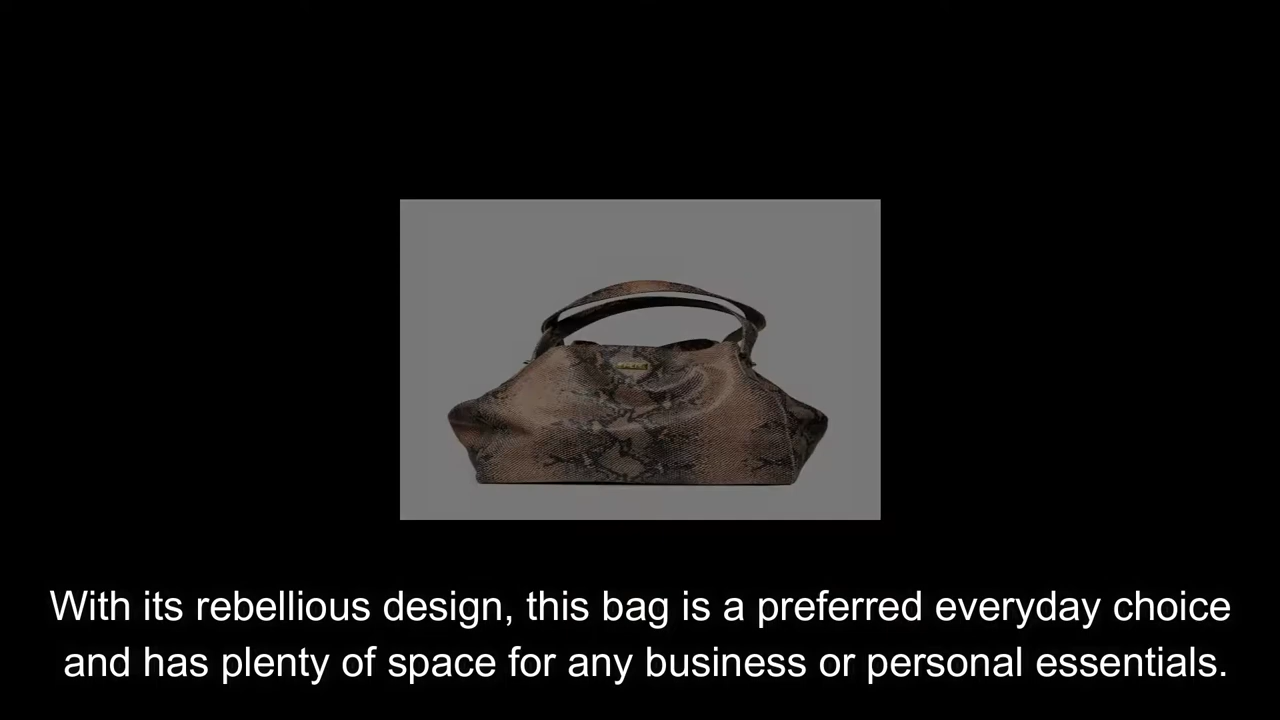 With its rebellious design, this bag is a preferred everyday choice
and has plenty of space for any business or personal essentials.